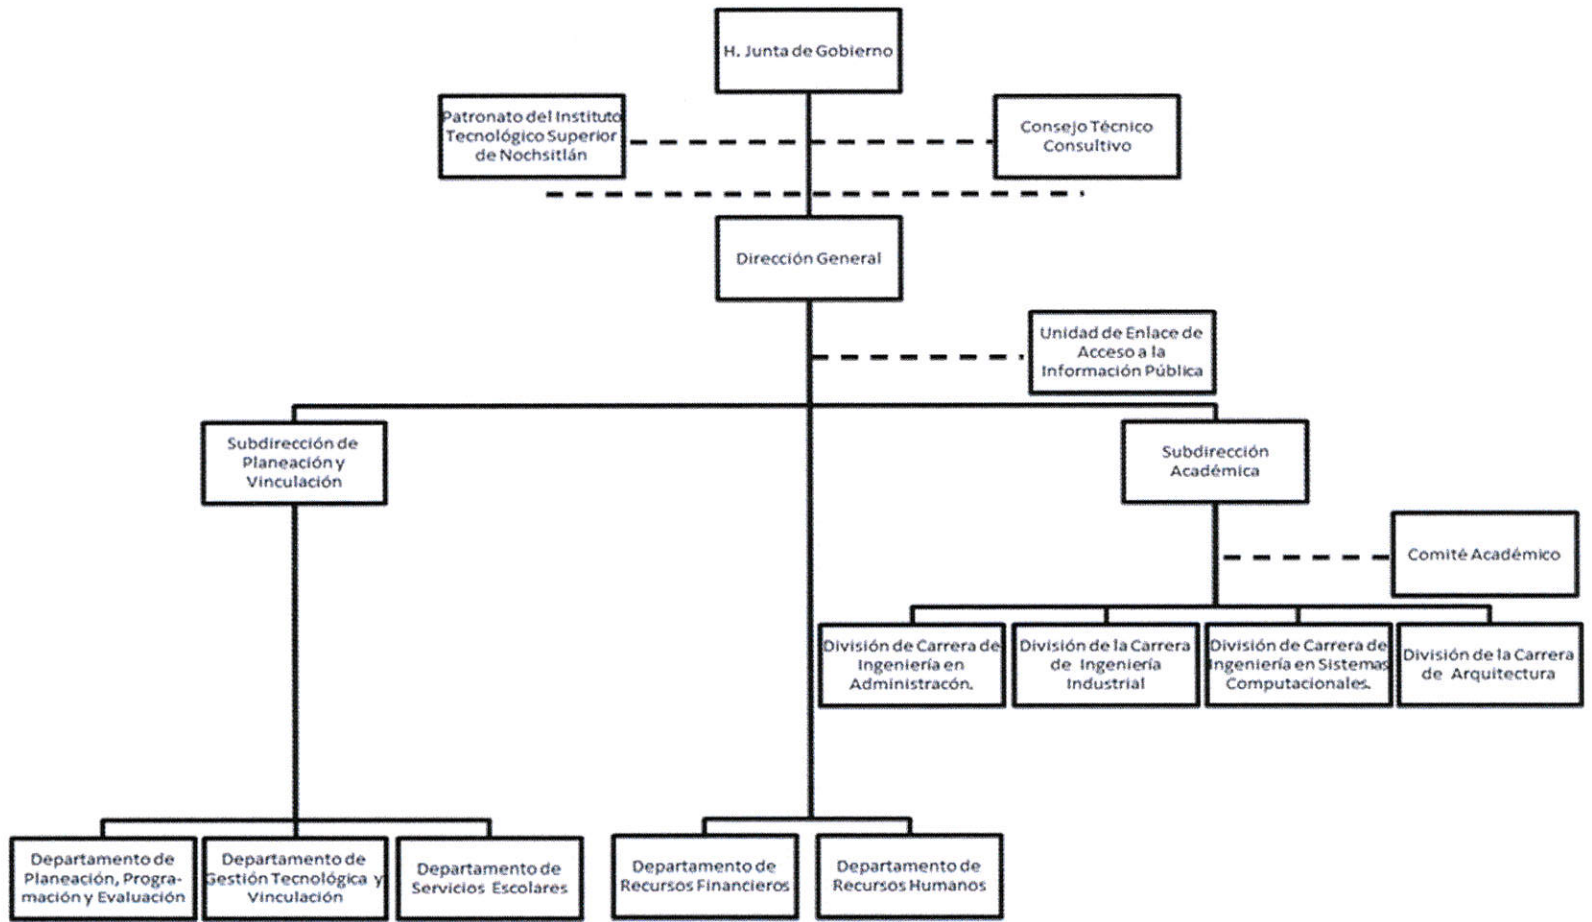 H. Junta de Gobierno
Patronato del Instituto
Tecnológico Superior
de Nochsitlán
Consejo Técnico
Consultivo
Dirección General
Unidad de Enlace de
Acceso a la
Información Pública
Subdirección de
Planeación y
Vinculación
Subdirección
Académica
Comité Académico
División de Carrera de
Ingeniería en
Administracón.
División de la Carrera
de Ingeniería
Industrial
División de Carrera de
Ingeniería en Sistemas
Computacionales.
División de la Carrera
de Arquitectura
Departamento de
Planeación, Progra-
mación y Evaluación
Departamento de
Gestión Tecnológica y
Vinculación
Departamento de
Servicios Escolares
Departamento de
Recursos Financieros
Departamento de
Recursos Humanos